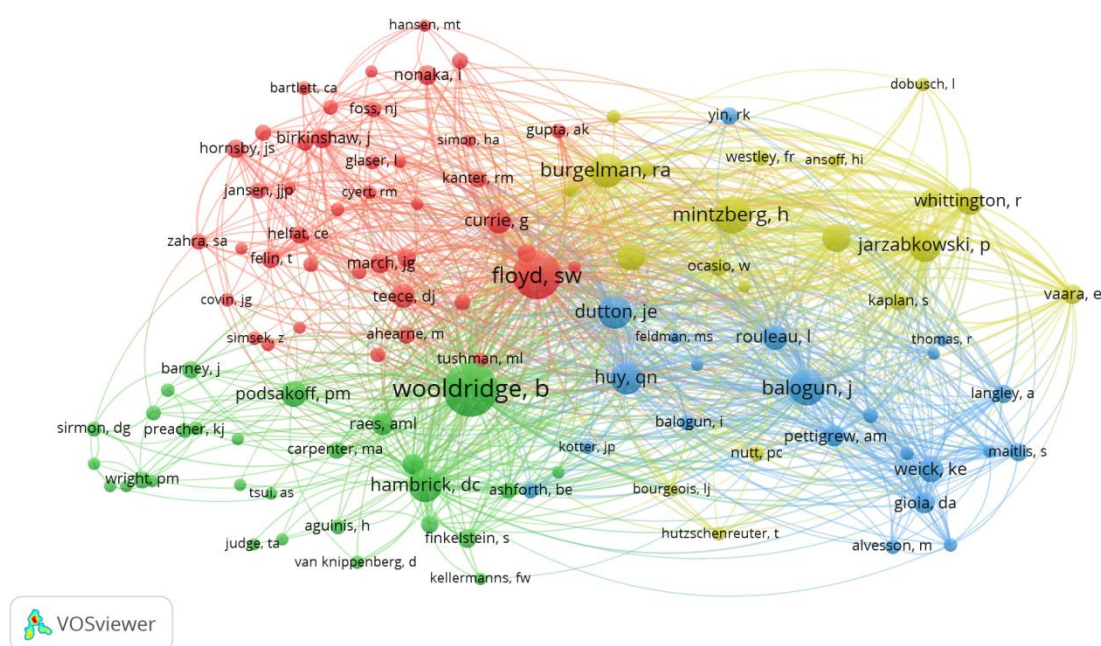 hansen, mt
nonaka, i
bartlett, ca
foss, nj
dobusch, l
yin, rk
hornsby, js
birkinshaw, j
simon, ha
gupta, ak
glaser, l
burgelman, ra
westley, fr
ansoff, hi
jansen, jjp
cyert, rm
kanter, rm
whittington, r
currie, g
mintzberg, h
zahra, sa
helfat, ce
jarzabkowski, p
felin, t
march, jg
floyd, sw
ocasio, w
covin, jg
teece, dj
kaplan, s
vaara, e
dutton, je
simsek, z
ahearne, m
feldman, ms
rouleau, l
thomas, r
tushman, ml
barney, j
wooldridge, b
huy, qn
balogun, j
podsakoff, pm
langley, a
sirmon, dg
preacher, kj
raes, aml
balogun, i
pettigrew, am
carpenter, ma
kotter, jp
nutt, pc
maitlis, s
wright, pm
hambrick, dc
weick, ke
tsui, as
ashforth, be
bourgeois, lj
gioia, da
aguinis, h
judge, ta
finkelstein, s
hutzschenreuter, t
alvesson, m
van knippenberg, d
kellermanns, fw
VOSviewer